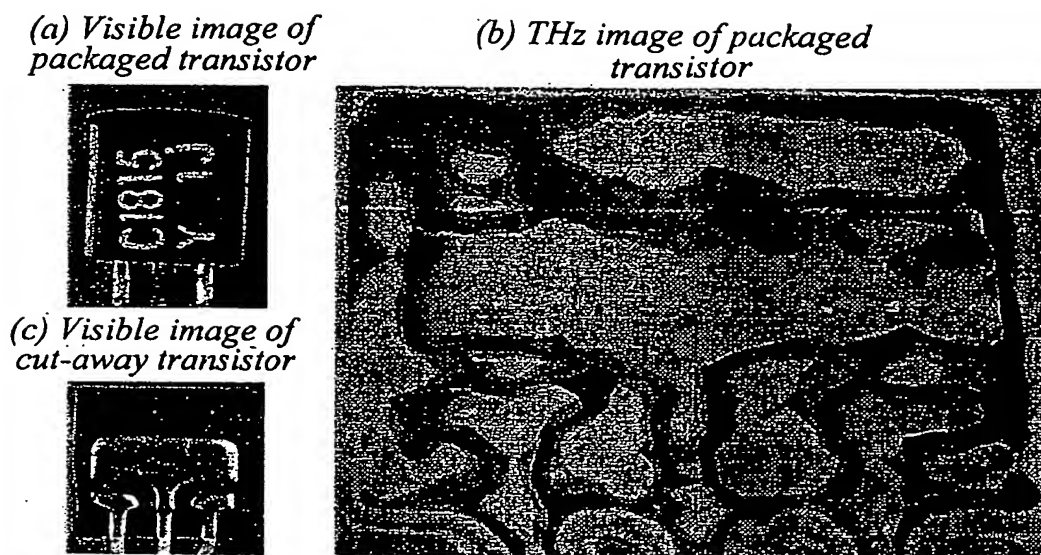 (a) Visible image of
packaged transistor
(b) THz image of packaged
transistor
C1815
(c) Visible image of
cut-away transistor